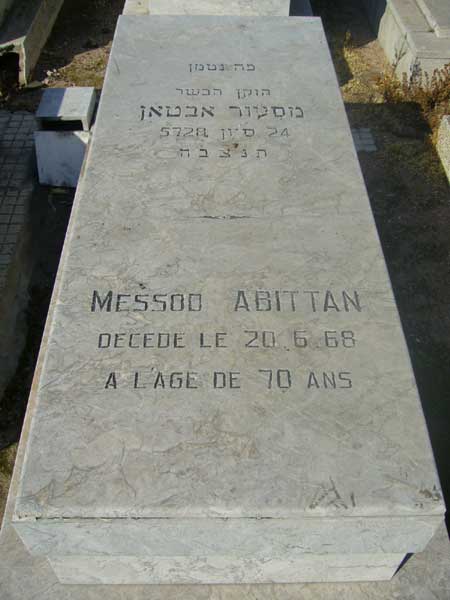 פה נטמן
הזקן הכשר
מסעוד אבטאן
24 סיון 5728
תנצבה
MESSOD ABITTAN
DECEDE LE 20.6.68
A L'AGE DE 70 ANS